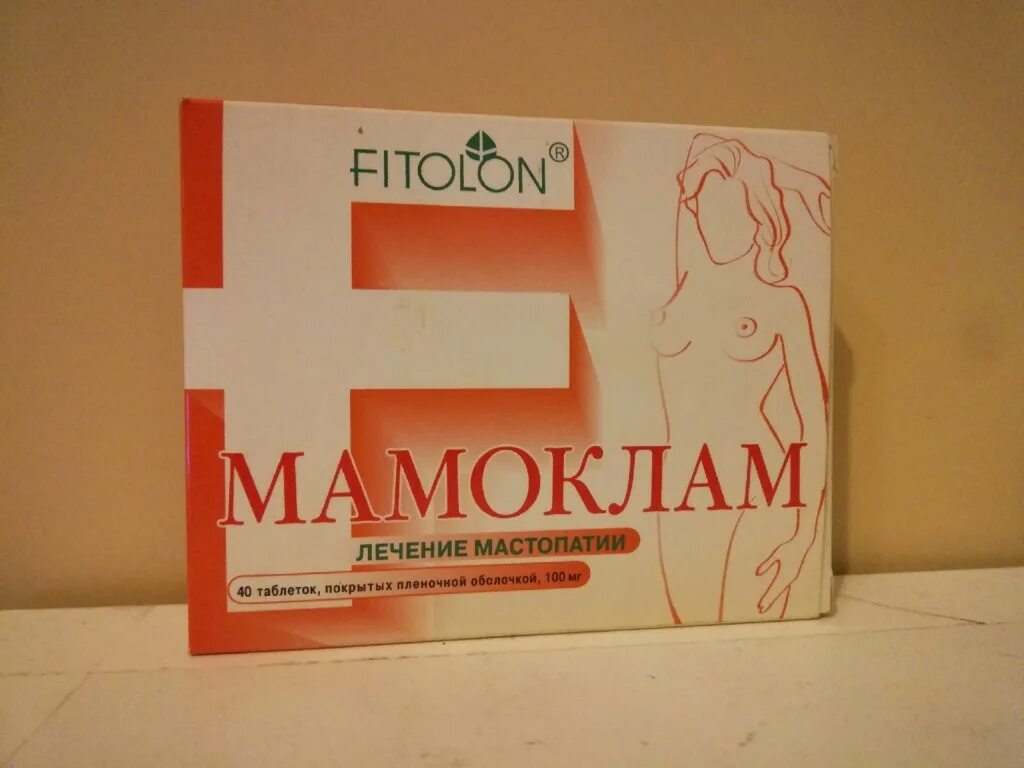 FITOLON®
МАМОКЛАМ
ЛЕЧЕНИЕ МАСТОПАТИИ
40 таблеток, покрытых пленочной оболочкой, 100 мг